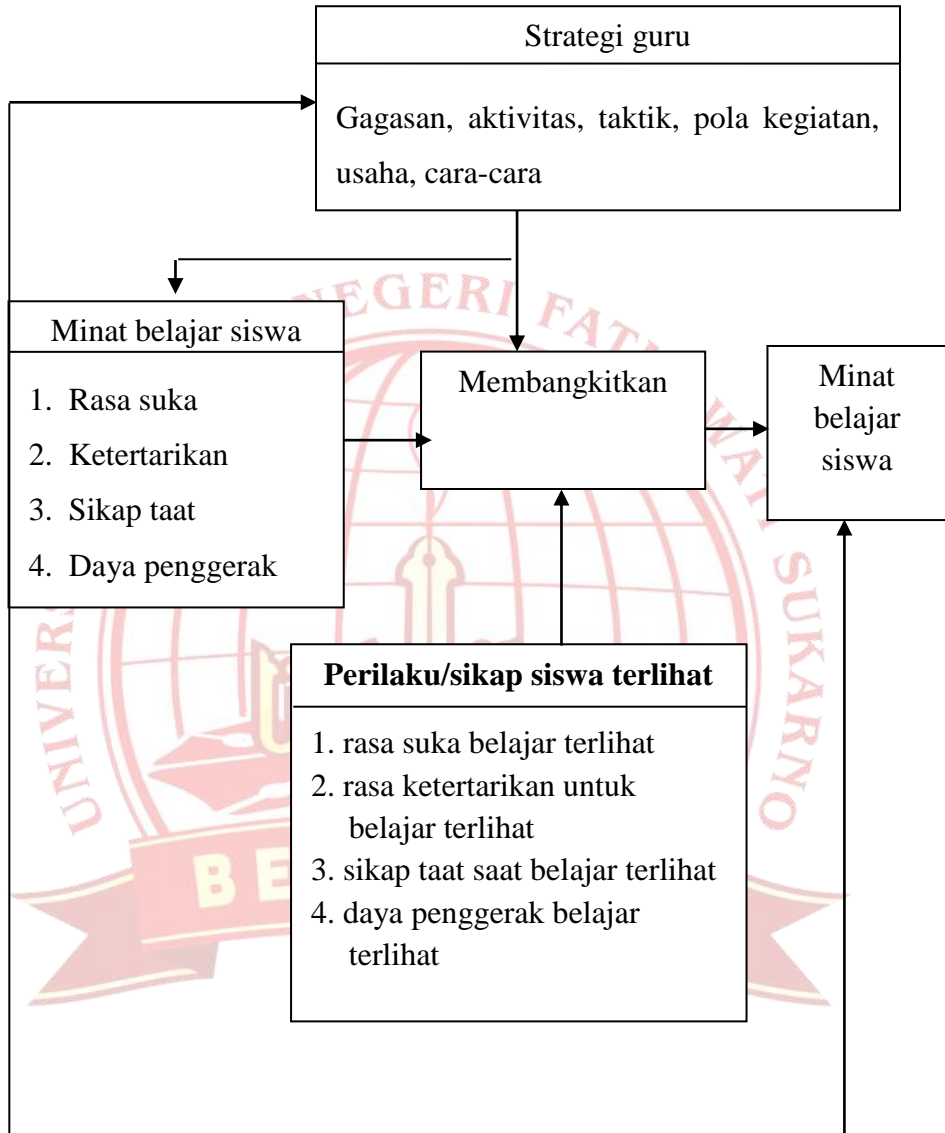 Strategi guru
Gagasan, aktivitas, taktik, pola kegiatan,
usaha, cara-cara
Minat belajar siswa
1. Rasa suka
2. Ketertarikan
3. Sikap taat
4. Daya penggerak
Membangkitkan
Minat
belajar
siswa
Perilaku/sikap siswa terlihat
1. rasa suka belajar terlihat
2. rasa ketertarikan untuk
belajar terlihat
3. sikap taat saat belajar terlihat
4. daya penggerak belajar
terlihat
SUKARNO